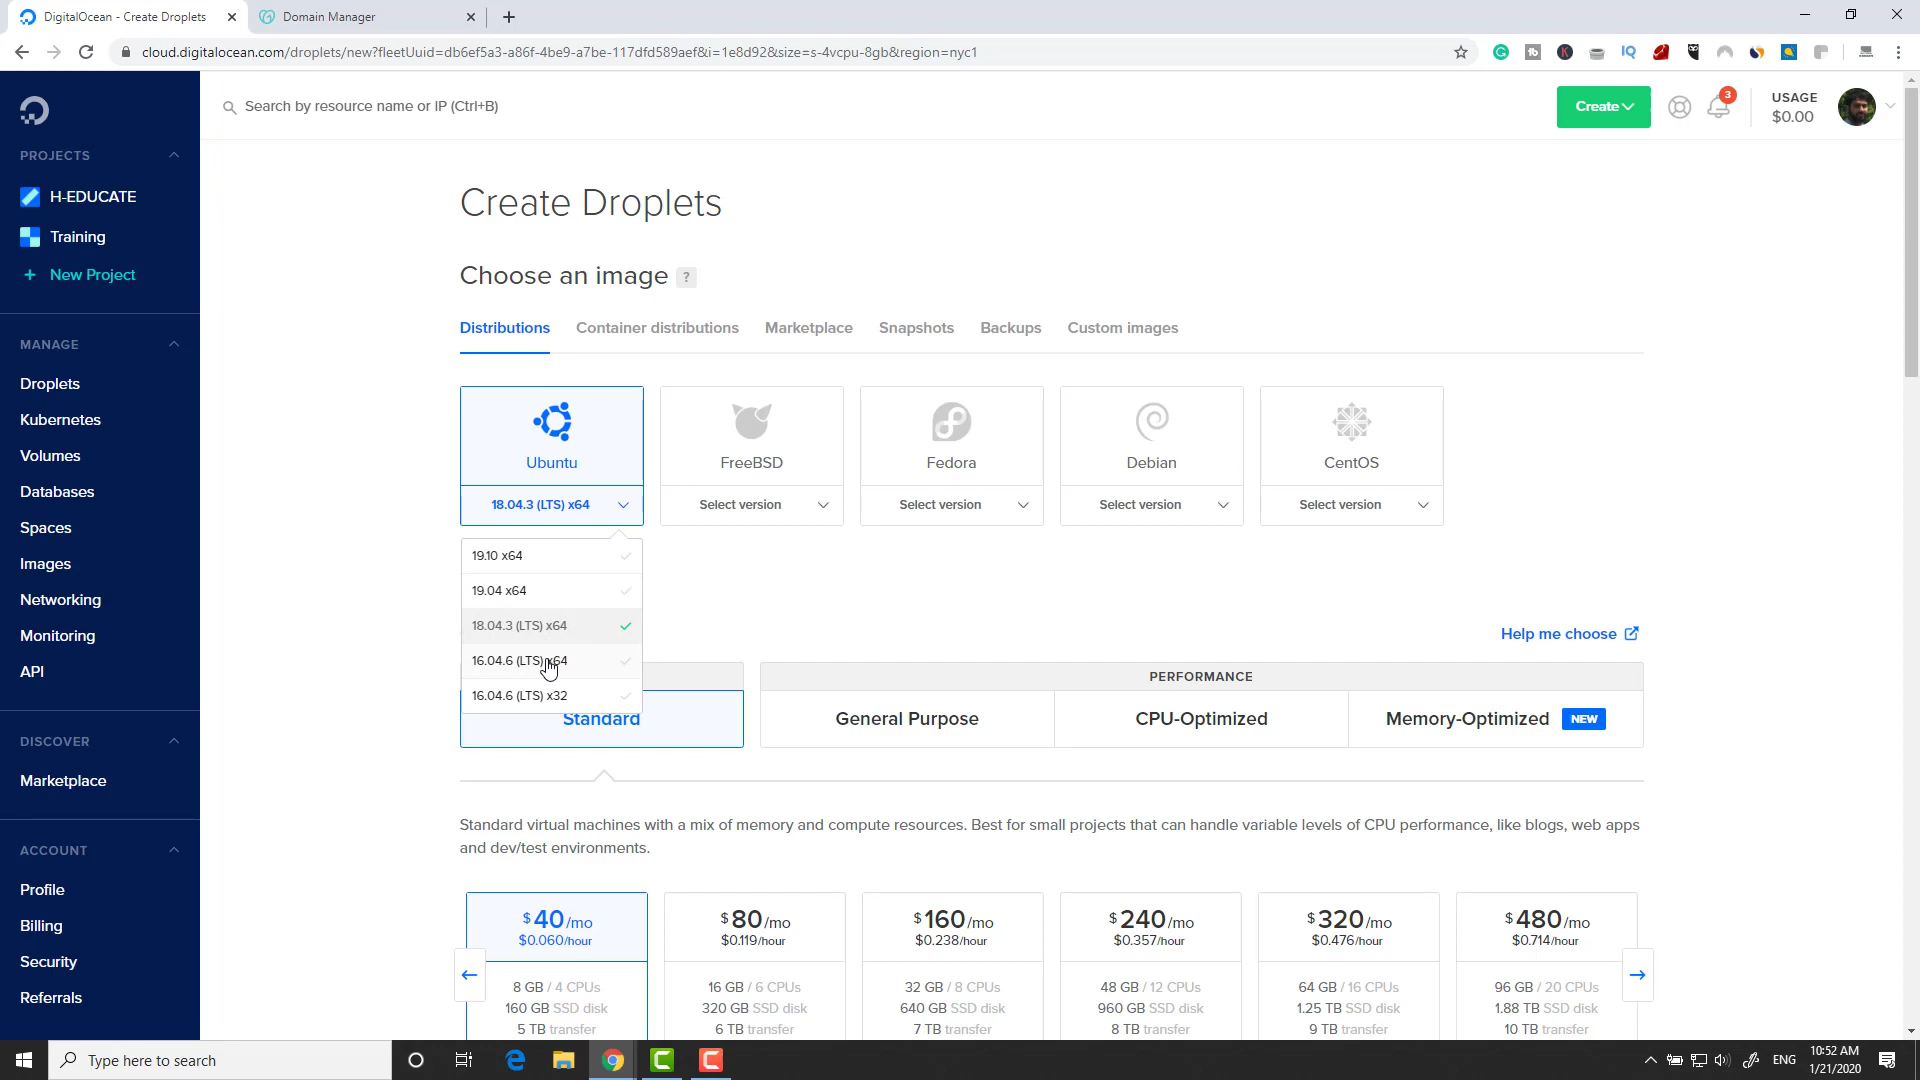 DigitalOcean - Create Droplets
Domain Manager
cloud.digitalocean.com/droplets/new?fleetUuid=db6ef5a3-a86f-4be9-a7be-117dfd589aef&i=1e8d92&size=s-4vcpu-8gb&region=nyc1
Search by resource name or IP (Ctrl+B)
Create
3
USAGE
$0.00
PROJECTS
H-EDUCATE
Training
+ New Project
MANAGE
Droplets
Kubernetes
Volumes
Databases
Spaces
Images
Networking
Monitoring
API
DISCOVER
Marketplace
ACCOUNT
Profile
Billing
Security
Referrals
Create Droplets
Choose an image ?
Distributions Container distributions Marketplace Snapshots Backups Custom images
Ubuntu FreeBSD Fedora Debian CentOS
18.04.3 (LTS) x64 Select version Select version Select version Select version
19.10 x64
19.04 x64
18.04.3 (LTS) x64
16.04.6 (LTS) x64
16.04.6 (LTS) x32
Help me choose
PERFORMANCE
Standard General Purpose CPU-Optimized Memory-Optimized NEW
Standard virtual machines with a mix of memory and compute resources. Best for small projects that can handle variable levels of CPU performance, like blogs, web apps
and dev/test environments.
$ 40 /mo $ 80 /mo $ 160 /mo $ 240 /mo $ 320 /mo $ 480 /mo
$0.060/hour $0.119/hour $0.238/hour $0.357/hour $0.476/hour $0.714/hour
8 GB / 4 CPUs 16 GB / 6 CPUs 32 GB / 8 CPUs 48 GB / 12 CPUs 64 GB / 16 CPUs 96 GB / 20 CPUs
160 GB SSD disk 320 GB SSD disk 640 GB SSD disk 960 GB SSD disk 1.25 TB SSD disk 1.88 TB SSD disk
5 TB transfer 6 TB transfer 7 TB transfer 8 TB transfer 9 TB transfer 10 TB transfer
Type here to search
ENG
10:52 AM
1/21/2020